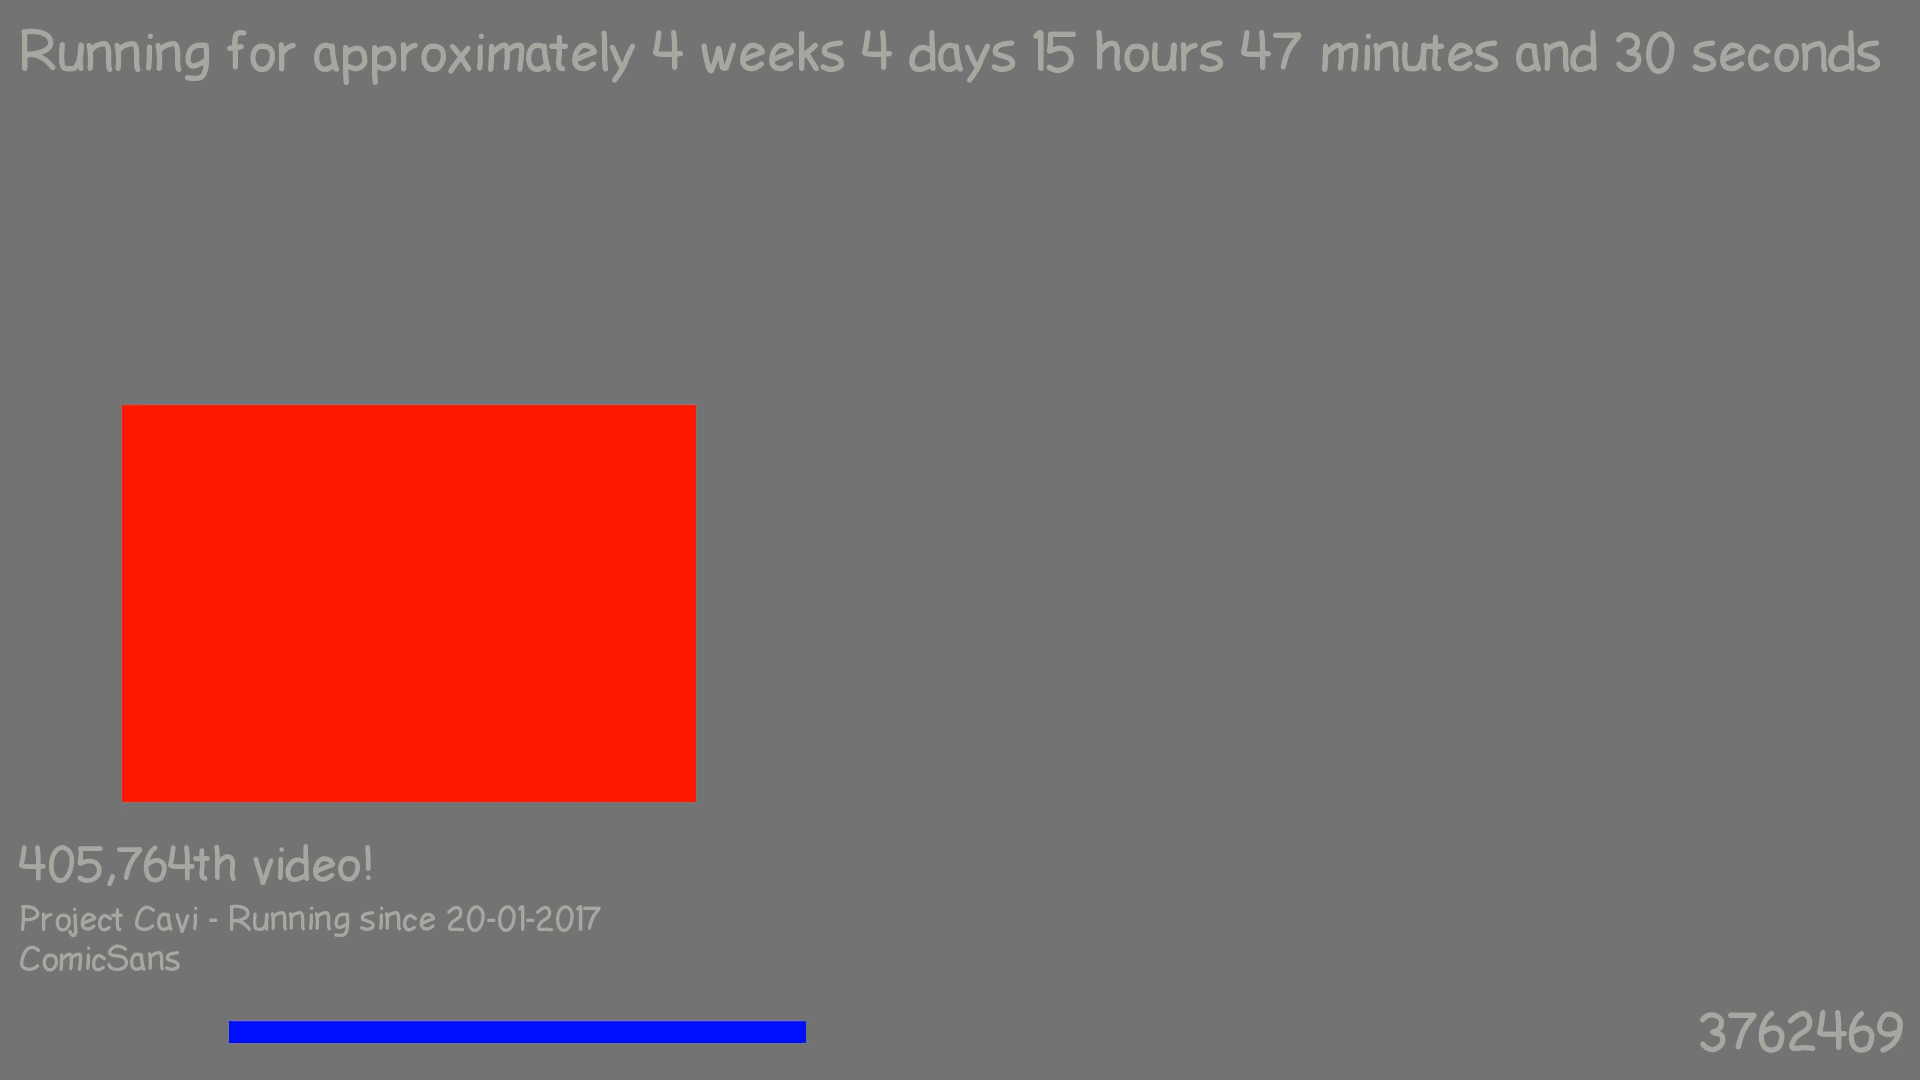 Running for approximately 4 weeks 4 days 15 hours 47 minutes and 30 seconds
405,764th video!
Project Cavi - Running since 20-01-2017
ComicSans
3762469